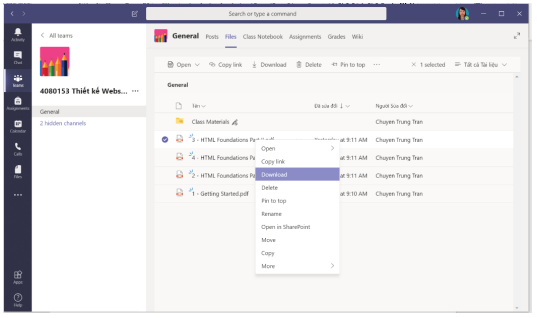 Search or type a command
Activity
Chat
Teams
Assignments
Calendar
Calls
Files
Apps
Help
All teams
4080153 Thiết kế Webs... ...
General
2 hidden channels
General Posts Files Class Notebook Assignments Grades Wiki
Open Copy link Download Delete Pin to top ... 1 selected Tất cả Tài liệu
General
Tên Đã sửa đổi Người Sửa đổi
Class Materials Chuyen Trung Tran
3 - HTML Foundations Part at 9:11 AM Chuyen Trung Tran
4 - HTML Foundations Pa at 9:11 AM Chuyen Trung Tran
2 - HTML Foundations Pa at 9:11 AM Chuyen Trung Tran
1 - Getting Started.pdf at 9:10 AM Chuyen Trung Tran
Open
Copy link
Download
Delete
Pin to top
Rename
Open in SharePoint
Move
Copy
More